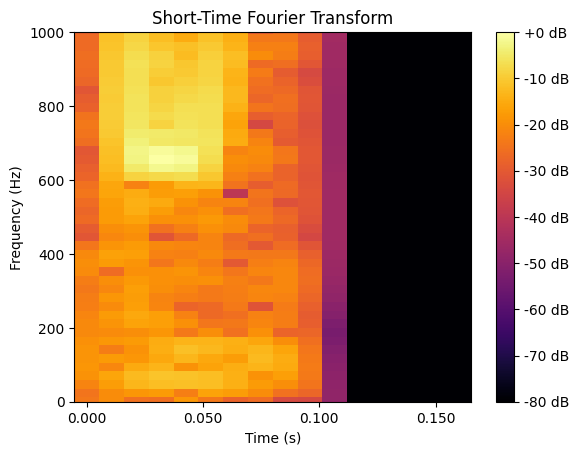 Short-Time Fourier Transform
1000
800
600
400
200
0
Frequency (Hz)
0.000
0.050
0.100
0.150
Time (s)
+0 dB
-10 dB
-20 dB
-30 dB
-40 dB
-50 dB
-60 dB
-70 dB
-80 dB